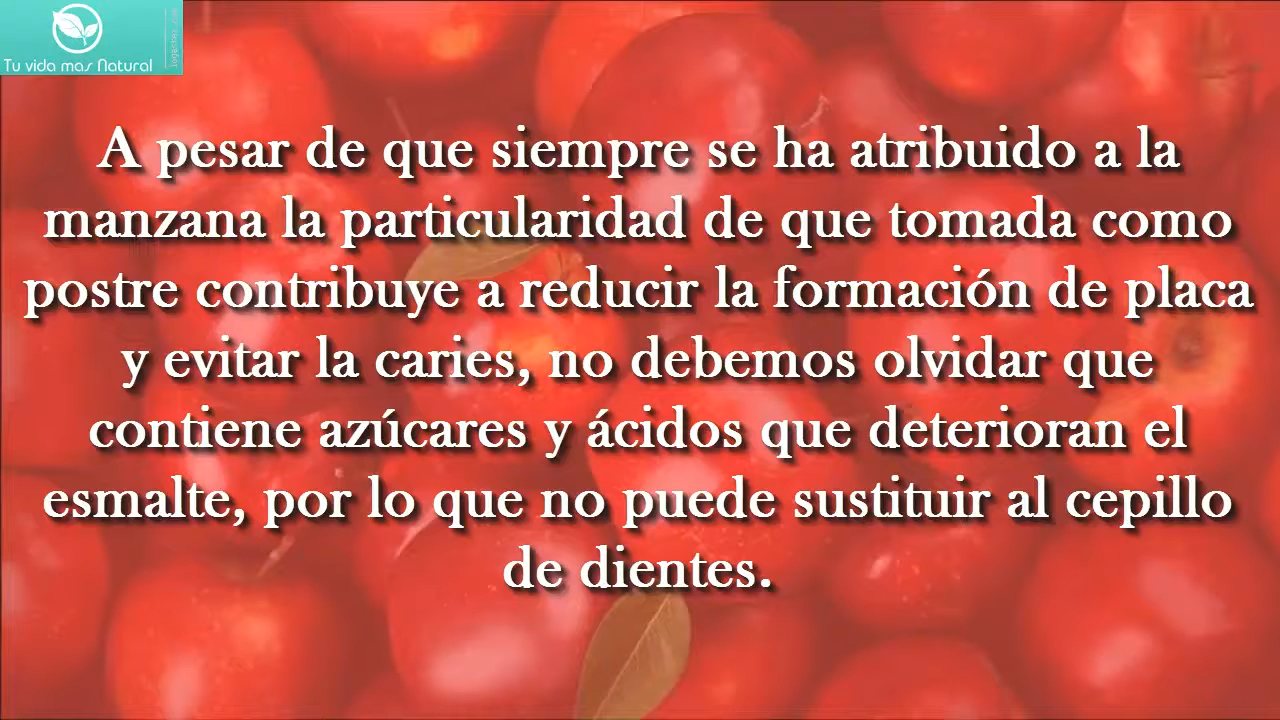 Tu vida mas Natural
A pesar de que siempre se ha atribuido a la
manzana la particularidad de que tomada como
postre contribuye a reducir la formación de placa
y evitar la caries, no debemos olvidar que
contiene azúcares y ácidos que deterioran el
esmalte, por lo que no puede sustituir al cepillo
de dientes.